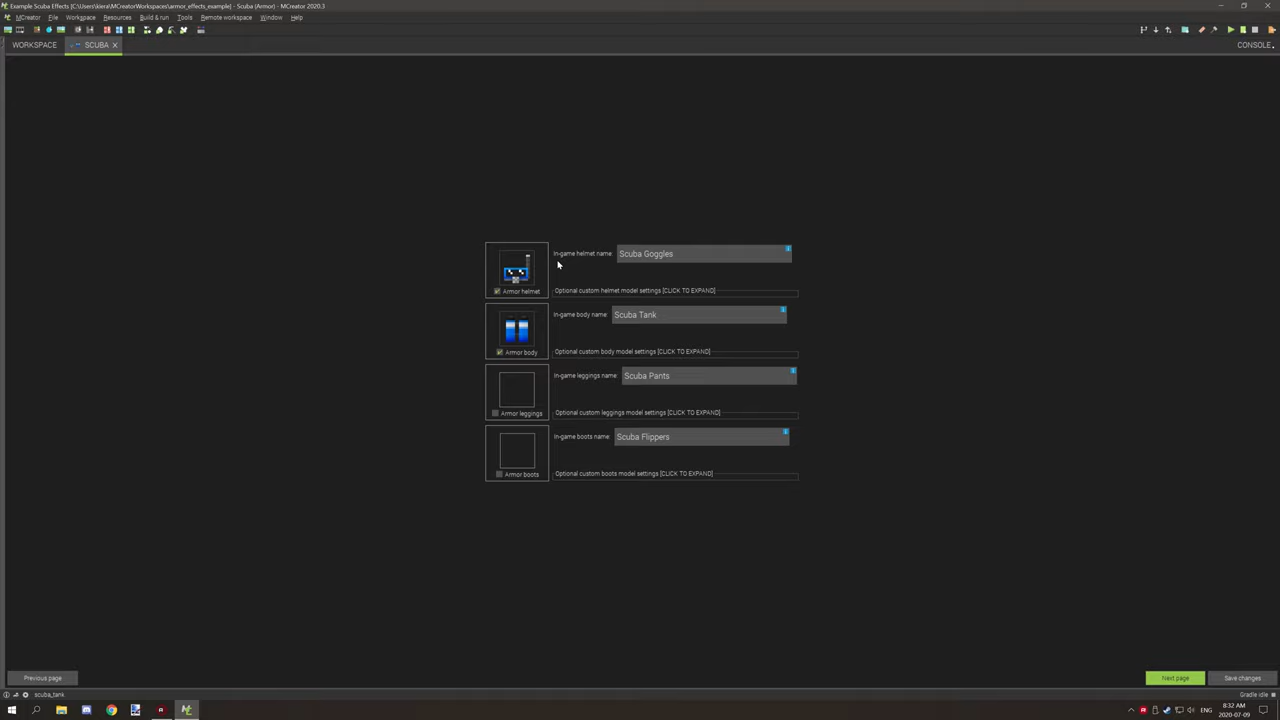 Example Scuba Effects [C:\Users\kiera\MCreatorWorkspaces\armor_effects_example] - Scuba (Armor) - MCreator 2020.3
MCreator File Workspace Resources Build & run Tools Remote workspace Window Help
WORKSPACE SCUBA CONSOLE
In-game helmet name: Scuba Goggles
Armor helmet Optional custom helmet model settings [CLICK TO EXPAND]
In-game body name: Scuba Tank
Armor body Optional custom body model settings [CLICK TO EXPAND]
In-game leggings name: Scuba Pants
Armor leggings Optional custom leggings model settings [CLICK TO EXPAND]
In-game boots name: Scuba Flippers
Armor boots Optional custom boots model settings [CLICK TO EXPAND]
Previous page Next page Save changes
scuba_tank Gradle idle
ENG 8:32 AM
2020-07-09